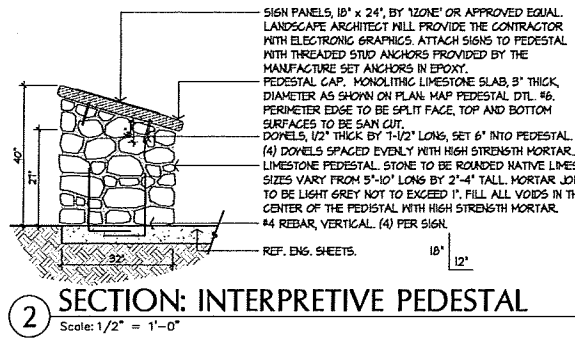 SIGN PANELS, 18" x 24", BY 'IZONE' OR APPROVED EQUAL.
LANDSCAPE ARCHITECT WILL PROVIDE THE CONTRACTOR
WITH ELECTRONIC GRAPHICS. ATTACH SIGNS TO PEDESTAL
WITH THREADED STUD ANCHORS PROVIDED BY THE
MANUFACTURE SET ANCHORS IN EPOXY.
PEDESTAL CAP. MONOLITHIC LIMESTONE SLAB, 3" THICK,
DIAMETER AS SHOWN ON PLAN: MAP PEDESTAL DTL. #6.
PERIMETER EDGE TO BE SPLIT FACE, TOP AND BOTTOM
SURFACES TO BE SAW CUT.
DOWELS, 1/2" THICK BY 7-1/2" LONG, SET 6" INTO PEDESTAL.
(4) DOWELS SPACED EVENLY WITH HIGH STRENGTH MORTAR.
LIMESTONE PEDESTAL. STONE TO BE ROUNDED NATIVE LIMES
SIZES VARY FROM 5"-10" LONG BY 2"-4" TALL. MORTAR JOI
TO BE LIGHT GREY NOT TO EXCEED 1". FILL ALL VOIDS IN TH
CENTER OF THE PEDISTAL WITH HIGH STRENGTH MORTAR.
#4 REBAR, VERTICAL. (4) PER SIGN.
REF. ENG. SHEETS.
40"
27"
32"
18"
12"
2 SECTION: INTERPRETIVE PEDESTAL
Scale: 1/2" = 1'-0"